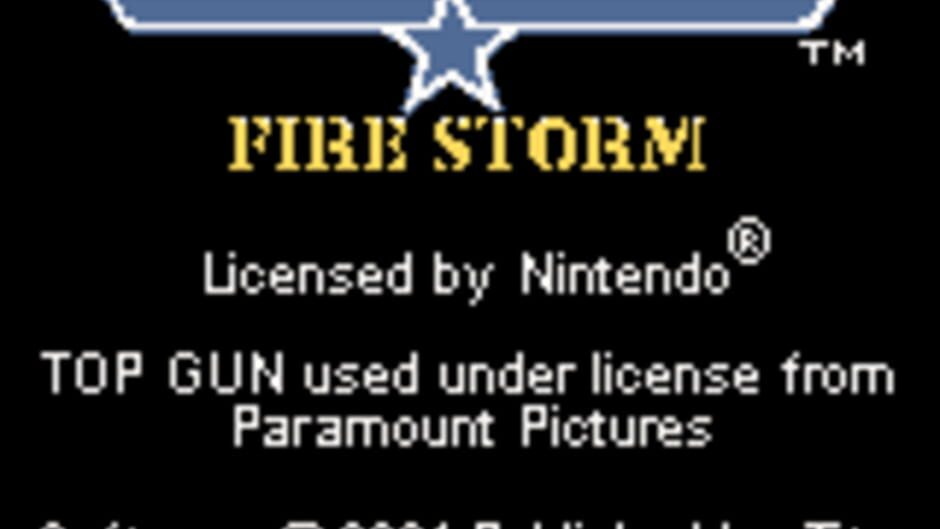 TM
FIRE STORM
Licensed by Nintendo®
TOP GUN used under license from
Paramount Pictures